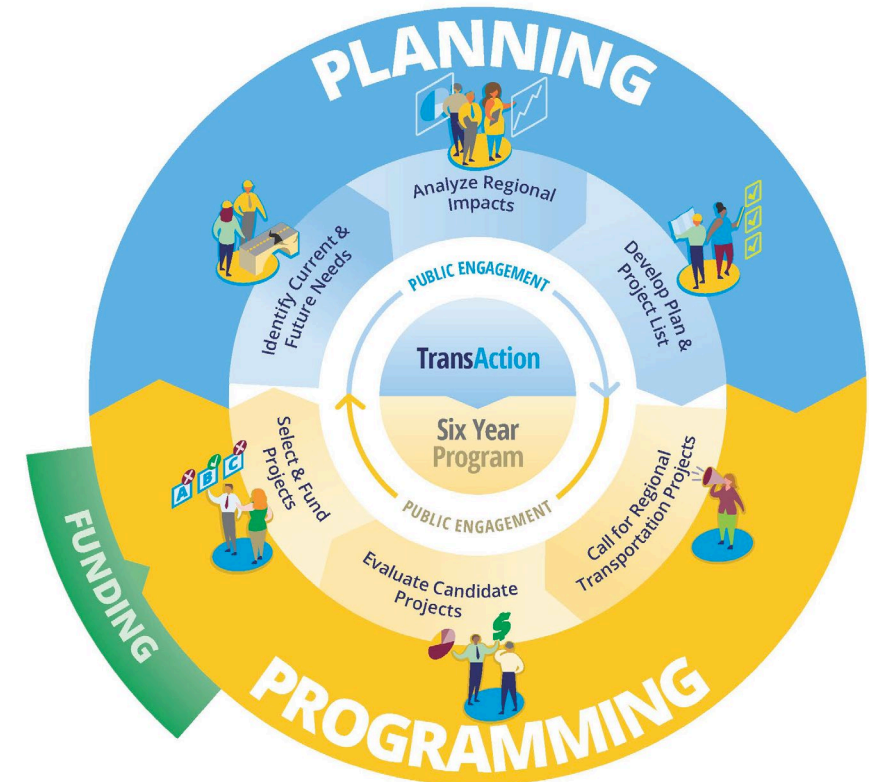 PLANNING
Analyze Regional
Impacts
Identify Current &
Future Needs
Develop Plan &
Project List
PUBLIC ENGAGEMENT
TransAction
Six Year
Program
PUBLIC ENGAGEMENT
Select & Fund
Projects
A B C
Call for Regional
Transportation Projects
Evaluate Candidate
Projects
$
FUNDING
PROGRAMMING